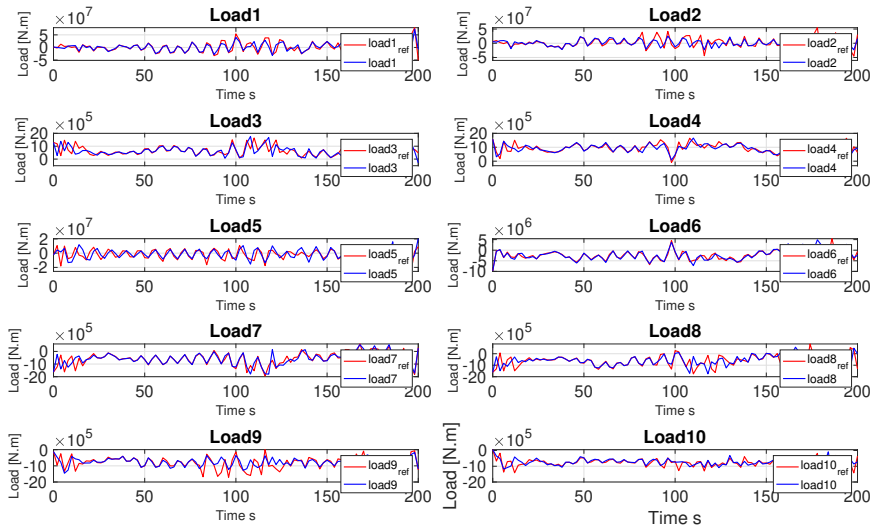 Load1
×10^7
Load [N.m]
5
0
-5
load1_ref
load1
0 50 100 150 200
Time s
Load2
×10^7
Load [N.m]
5
0
-5
load2_ref
load2
0 50 100 150 200
Time s
Load3
×10^5
Load [N.m]
20
10
0
load3_ref
load3
0 50 100 150 200
Time s
Load4
×10^5
Load [N.m]
20
10
0
load4_ref
load4
0 50 100 150 200
Time s
Load5
×10^7
Load [N.m]
2
0
-2
load5_ref
load5
0 50 100 150 200
Time s
Load6
×10^6
Load [N.m]
5
0
-5
-10
load6_ref
load6
0 50 100 150 200
Time s
Load7
×10^5
Load [N.m]
0
-10
-20
load7_ref
load7
0 50 100 150 200
Time s
Load8
×10^5
Load [N.m]
0
-10
-20
load8_ref
load8
0 50 100 150 200
Time s
Load9
×10^5
Load [N.m]
0
-10
-20
load9_ref
load9
0 50 100 150 200
Time s
Load10
×10^5
Load [N.m]
0
-10
-20
load10_ref
load10
0 50 100 150 200
Time s